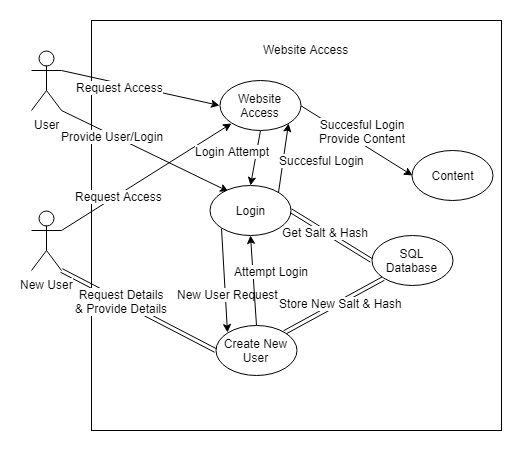 Website Access
Request Access
Website
Access
User
Succesful Login
Provide Content
Provide User/Login
Login Attempt
Succesful Login
Content
Request Access
Login
Get Salt & Hash
SQL
Database
Attempt Login
New User
Request Details
& Provide Details
New User Request
Store New Salt & Hash
Create New
User